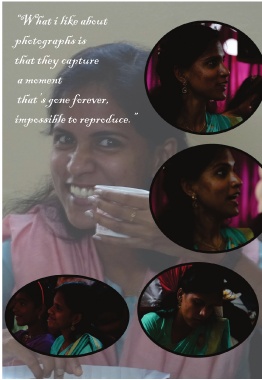 "What i like about
photographs is
that they capture
a moment
that's gone forever,
impossible to reproduce."